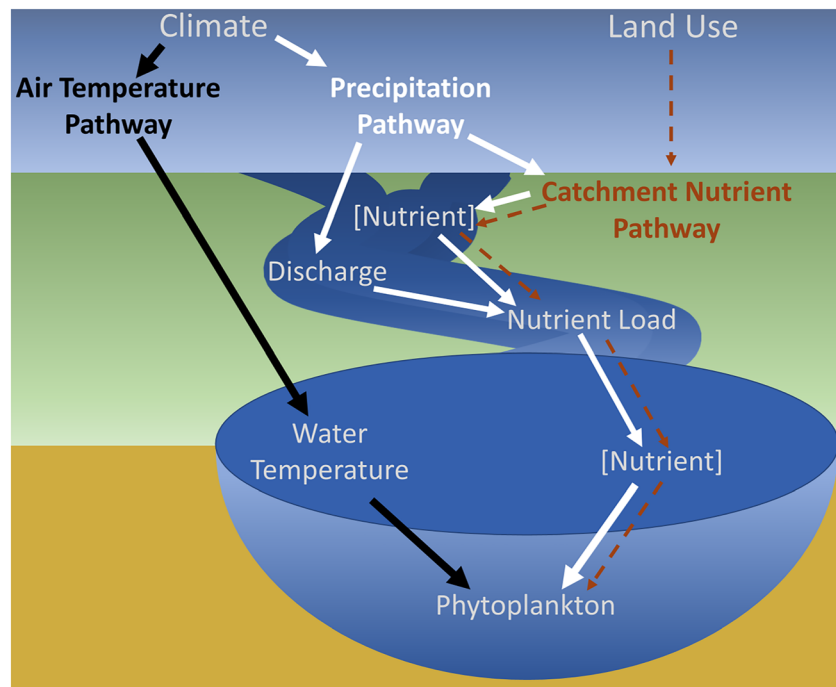 Climate
Land Use
Air Temperature
Pathway
Precipitation
Pathway
Catchment Nutrient
Pathway
[Nutrient]
Discharge
Nutrient Load
Water
Temperature
[Nutrient]
Phytoplankton